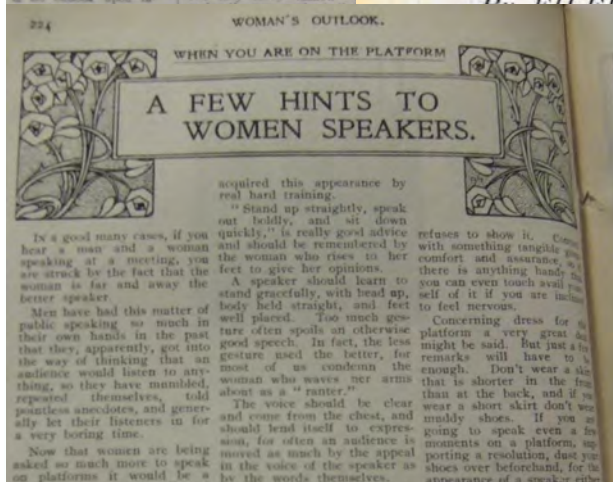 224
WOMAN'S OUTLOOK.
WHEN YOU ARE ON THE PLATFORM
A FEW HINTS TO
WOMEN SPEAKERS.
IN a good many cases, if you
hear a man and a woman
speaking at a meeting, you
are struck by the fact that the
woman is far and away the
better speaker.
Men have had this matter of
public speaking so much in
their own hands in the past
that they, apparently, got into
the way of thinking that an
audience would listen to any-
thing, so they have mumbled,
repeated themselves, told
pointless anecdotes, and gener-
ally let their listeners in for
a very boring time.
Now that women are being
asked so much more to speak
on platforms it would be a
acquired this appearance by
real hard training.
"Stand up straightly, speak
out boldly, and sit down
quickly," is really good advice
and should be remembered by
the woman who rises to her
feet to give her opinions.
A speaker should learn to
stand gracefully, with head up,
body held straight, and feet
well placed. Too much ges-
ture often spoils an otherwise
good speech. In fact, the less
gesture used the better, for
most of us condemn the
woman who waves her arms
about as a "ranter."
The voice should be clear
and come from the chest, and
should lend itself to expres-
sion, for often an audience is
moved as much by the appeal
in the voice of the speaker as
by the words themselves.
refuses to show it.
with something tangible
comfort and assurance,
there is anything handy
you can even touch
self of it if you are
to feel nervous.
Concerning dress for
platform a very great
might be said. But just a
remarks will have to
enough. Don't wear a
that is shorter in the
than at the back, and if
wear a short skirt don't
muddy shoes. If you
going to speak even a few
moments on a platform,
porting a resolution, dust your
shoes over beforehand, for the
appearance of a speaker